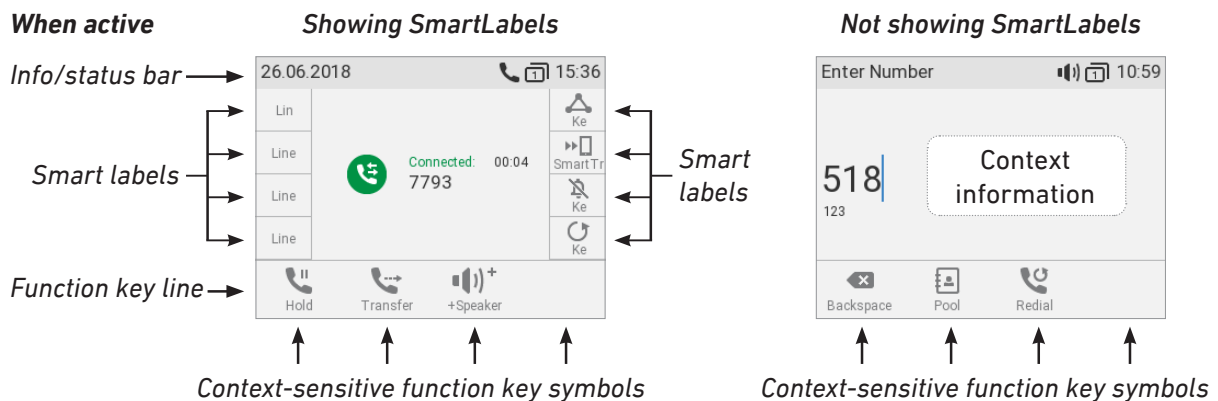 When active
Showing SmartLabels
Not showing SmartLabels
Info/status bar
26.06.2018
1
15:36
Enter Number
1
10:59
Smart labels
Lin
Line
Line
Line
Connected: 00:04
7793
Ke
SmartTr
Ke
Ke
Smart
labels
518
123
Context
information
Function key line
Hold
Transfer
+Speaker
Backspace
Pool
Redial
Context-sensitive function key symbols
Context-sensitive function key symbols